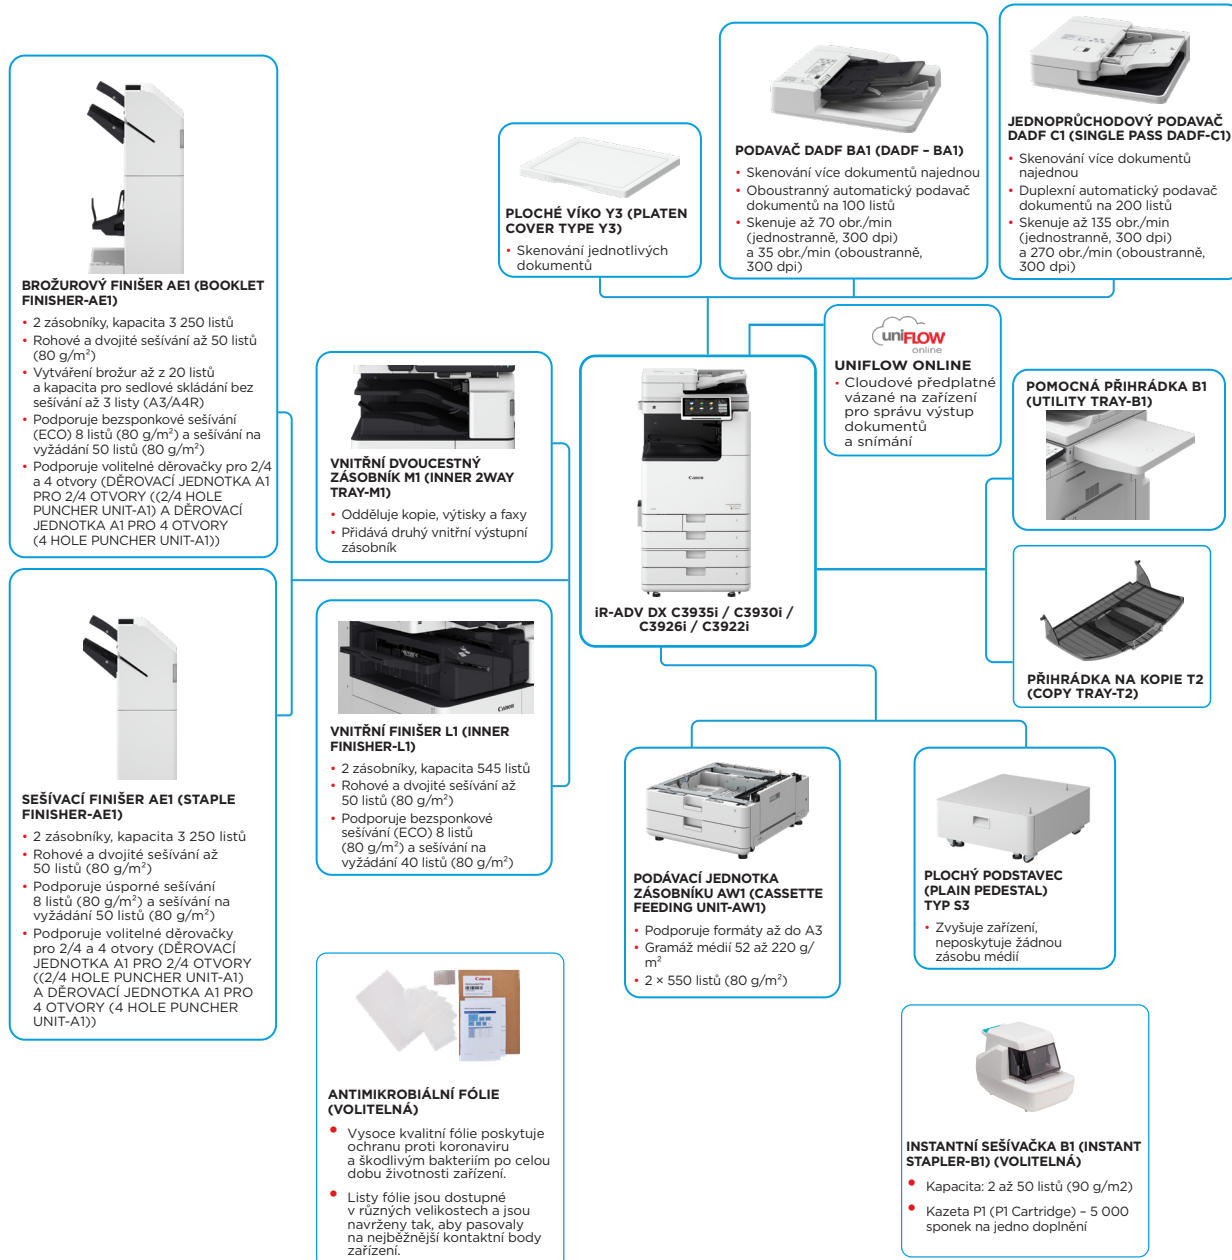 BROŽUROVÝ FINIŠER AE1 (BOOKLET
FINISHER-AE1)
• 2 zásobníky, kapacita 3 250 listů
• Rohové a dvojité sešívání až 50 listů
(80 g/m²)
• Vytváření brožur až z 20 listů
a kapacita pro sedlové skládání bez
sešívání až 3 listy (A3/A4R)
• Podporuje bezsponkové sešívání
(ECO) 8 listů (80 g/m²) a sešívání na
vyžádání 50 listů (80 g/m²)
• Podporuje volitelné děrovačky pro 2/4
a 4 otvory (DĚROVACÍ JEDNOTKA A1
PRO 2/4 OTVORY ((2/4 HOLE
PUNCHER UNIT-A1) A DĚROVACÍ
JEDNOTKA A1 PRO 4 OTVORY
(4 HOLE PUNCHER UNIT-A1))
SEŠÍVACÍ FINIŠER AE1 (STAPLE
FINISHER-AE1)
• 2 zásobníky, kapacita 3 250 listů
• Rohové a dvojité sešívání až
50 listů (80 g/m²)
• Podporuje úsporné sešívání
8 listů (80 g/m²) a sešívání na
vyžádání 50 listů (80 g/m²)
• Podporuje volitelné děrovačky
pro 2/4 a 4 otvory (DĚROVACÍ
JEDNOTKA A1 PRO 2/4 OTVORY
((2/4 HOLE PUNCHER UNIT-A1)
A DĚROVACÍ JEDNOTKA A1 PRO
4 OTVORY (4 HOLE PUNCHER
UNIT-A1))
VNITŘNÍ DVOUCESTNÝ
ZÁSOBNÍK M1 (INNER 2WAY
TRAY-M1)
• Odděluje kopie, výtisky a faxy
• Přidává druhý vnitřní výstupní
zásobník
Canon
VNITŘNÍ FINIŠER L1 (INNER
FINISHER-L1)
• 2 zásobníky, kapacita 545 listů
• Rohové a dvojité sešívání až
50 listů (80 g/m²)
• Podporuje bezsponkové
sešívání (ECO) 8 listů
(80 g/m²) a sešívání na
vyžádání 40 listů (80 g/m²)
Canon
ANTIMIKROBIÁLNÍ FÓLIE
(VOLITELNÁ)
• Vysoce kvalitní fólie poskytuje
ochranu proti koronaviru
a škodlivým bakteriím po celou
dobu životnosti zařízení.
• Listy fólie jsou dostupné
v různých velikostech a jsou
navrženy tak, aby pasovaly
na nejběžnější kontaktní body
zařízení.
PLOCHÉ VÍKO Y3 (PLATEN
COVER TYPE Y3)
• Skenování jednotlivých
dokumentů
PODAVAČ DADF BA1 (DADF – BA1)
• Skenování více dokumentů najednou
• Oboustranný automatický podavač
dokumentů na 100 listů
• Skenuje až 70 obr./min
(jednostranně, 300 dpi)
a 35 obr./min (oboustranně,
300 dpi)
JEDNOPRŮCHODOVÝ PODAVAČ
DADF C1 (SINGLE PASS DADF-C1)
• Skenování více dokumentů
najednou
• Duplexní automatický podavač
dokumentů na 200 listů
• Skenuje až 135 obr./min
(jednostranně, 300 dpi)
a 270 obr./min (oboustranně,
300 dpi)
uniFLOW
online
UNIFLOW ONLINE
• Cloudové předplatné
vázané na zařízení
pro správu výstup
dokumentů
a snímání
Canon
iR-ADV DX C3935i / C3930i /
C3926i / C3922i
POMOCNÁ PŘIHRÁDKA B1
(UTILITY TRAY-B1)
PŘIHRÁDKA NA KOPIE T2
(COPY TRAY-T2)
PODÁVACÍ JEDNOTKA
ZÁSOBNÍKU AW1 (CASSETTE
FEEDING UNIT-AW1)
• Podporuje formáty až do A3
• Gramáž médií 52 až 220 g/
m²
• 2 × 550 listů (80 g/m²)
PLOCHÝ PODSTAVEC
(PLAIN PEDESTAL)
TYP S3
• Zvyšuje zařízení,
neposkytuje žádnou
zásobu médií
INSTANTNÍ SEŠÍVAČKA B1 (INSTANT
STAPLER-B1) (VOLITELNÁ)
• Kapacita: 2 až 50 listů (90 g/m2)
• Kazeta P1 (P1 Cartridge) – 5 000
sponek na jedno doplnění